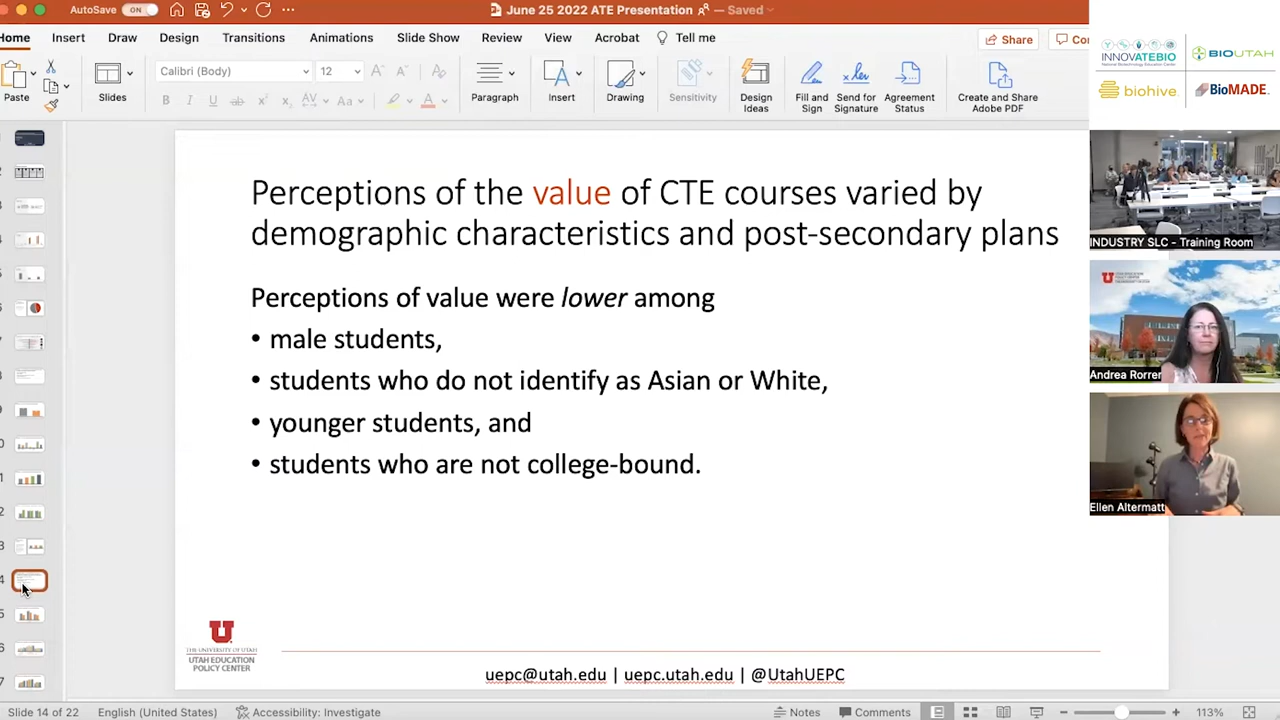 AutoSave ON
June 25 2022 ATE Presentation — Saved
Home Insert Draw Design Transitions Animations Slide Show Review View Acrobat Tell me
Share
Paste
Slides
Calibri (Body) 12
Paragraph
Insert
Drawing
Sensitivity
Design Ideas
Fill and Sign
Send for Signature
Agreement Status
Create and Share Adobe PDF
INNOVATEBIO
National Biotechnology Education Center
BIOUTAH
biohive
BioMADE
Perceptions of the value of CTE courses varied by
demographic characteristics and post-secondary plans
Perceptions of value were lower among
• male students,
• students who do not identify as Asian or White,
• younger students, and
• students who are not college-bound.
INDUSTRY SLC - Training Room
Andrea Rorrer
Ellen Altermatt
U
THE UNIVERSITY OF UTAH
UTAH EDUCATION
POLICY CENTER
uepc@utah.edu | uepc.utah.edu | @UtahUEPC
Slide 14 of 22 English (United States) Accessibility: Investigate Notes Comments 113%